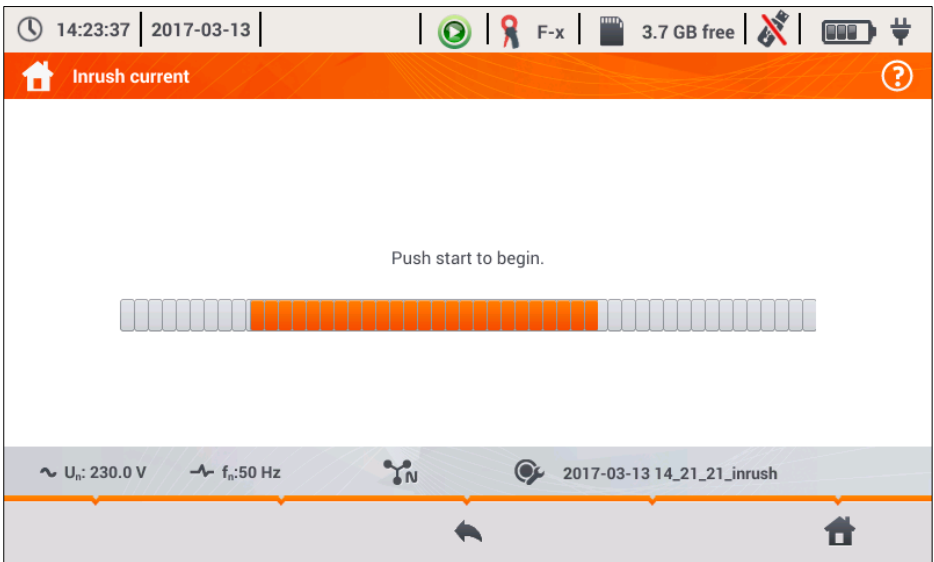 14:23:37 2017-03-13 F-x 3.7 GB free
Inrush current ?
Push start to begin.
Uₙ: 230.0 V fₙ:50 Hz N 2017-03-13 14_21_21_inrush